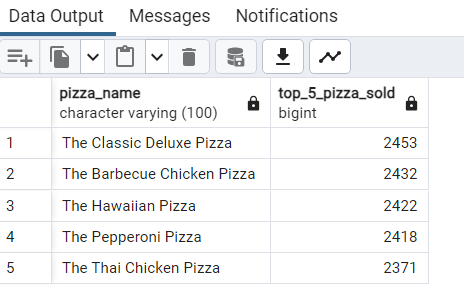 Data Output Messages Notifications
pizza_name top_5_pizza_sold
character varying (100) bigint
1 The Classic Deluxe Pizza 2453
2 The Barbecue Chicken Pizza 2432
3 The Hawaiian Pizza 2422
4 The Pepperoni Pizza 2418
5 The Thai Chicken Pizza 2371